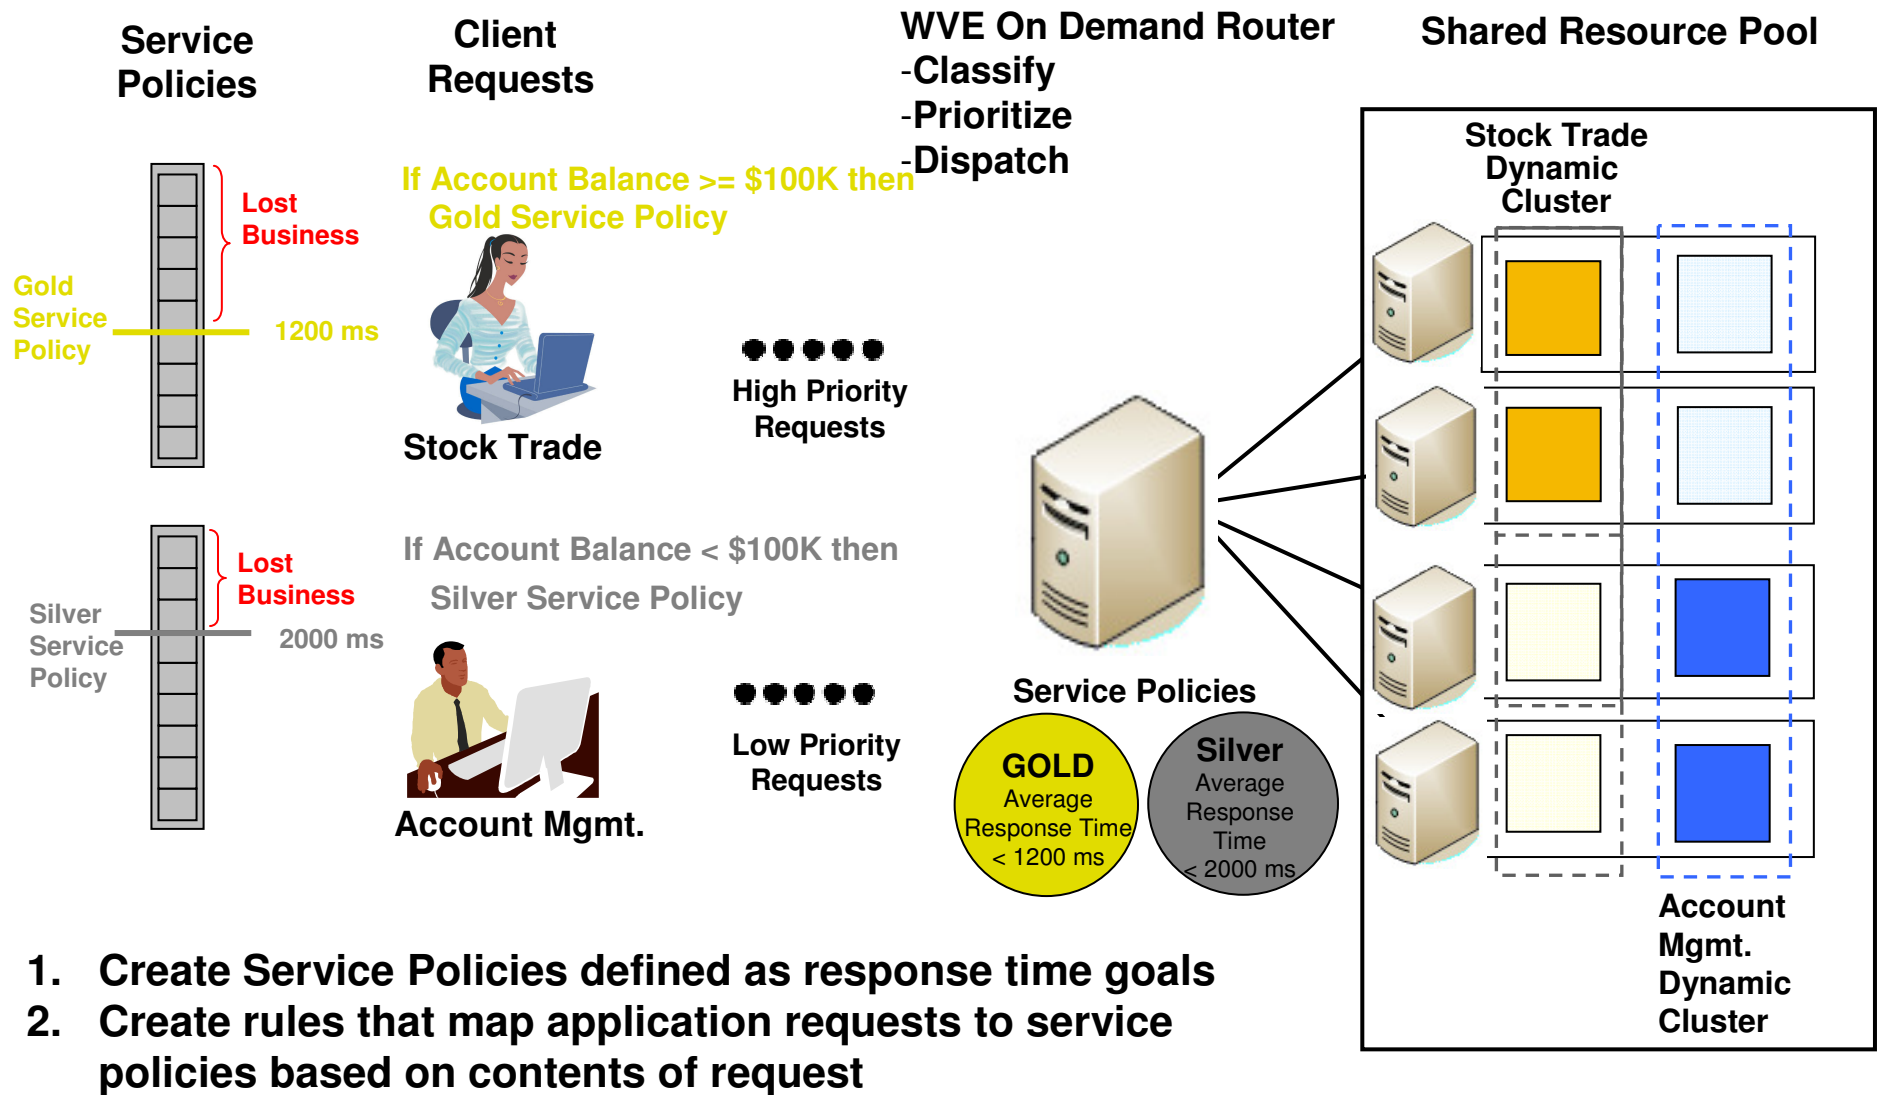 Service
Policies
Client
Requests
WVE On Demand Router
-Classify
-Prioritize
-Dispatch
Shared Resource Pool
Lost
Business
Gold
Service
Policy
1200 ms
If Account Balance >= $100K then
Gold Service Policy
Stock Trade
High Priority
Requests
Lost
Business
Silver
Service
Policy
2000 ms
If Account Balance < $100K then
Silver Service Policy
Account Mgmt.
Low Priority
Requests
Service Policies
GOLD
Average
Response Time
< 1200 ms
Silver
Average
Response
Time
< 2000 ms
Stock Trade
Dynamic
Cluster
Account
Mgmt.
Dynamic
Cluster
1. Create Service Policies defined as response time goals
2. Create rules that map application requests to service
policies based on contents of request